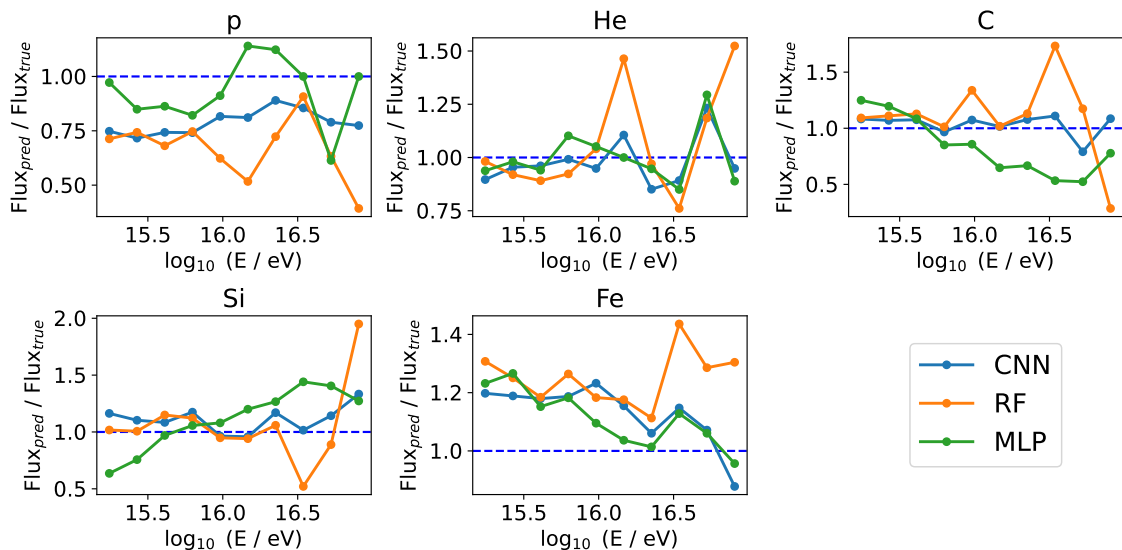 p
Flux_pred / Flux_true
1.00
0.75
0.50
15.5 16.0 16.5
log10 (E / eV)
He
Flux_pred / Flux_true
1.50
1.25
1.00
0.75
15.5 16.0 16.5
log10 (E / eV)
C
Flux_pred / Flux_true
1.5
1.0
0.5
15.5 16.0 16.5
log10 (E / eV)
Si
Flux_pred / Flux_true
2.0
1.5
1.0
0.5
15.5 16.0 16.5
log10 (E / eV)
Fe
Flux_pred / Flux_true
1.4
1.2
1.0
15.5 16.0 16.5
log10 (E / eV)
CNN
RF
MLP